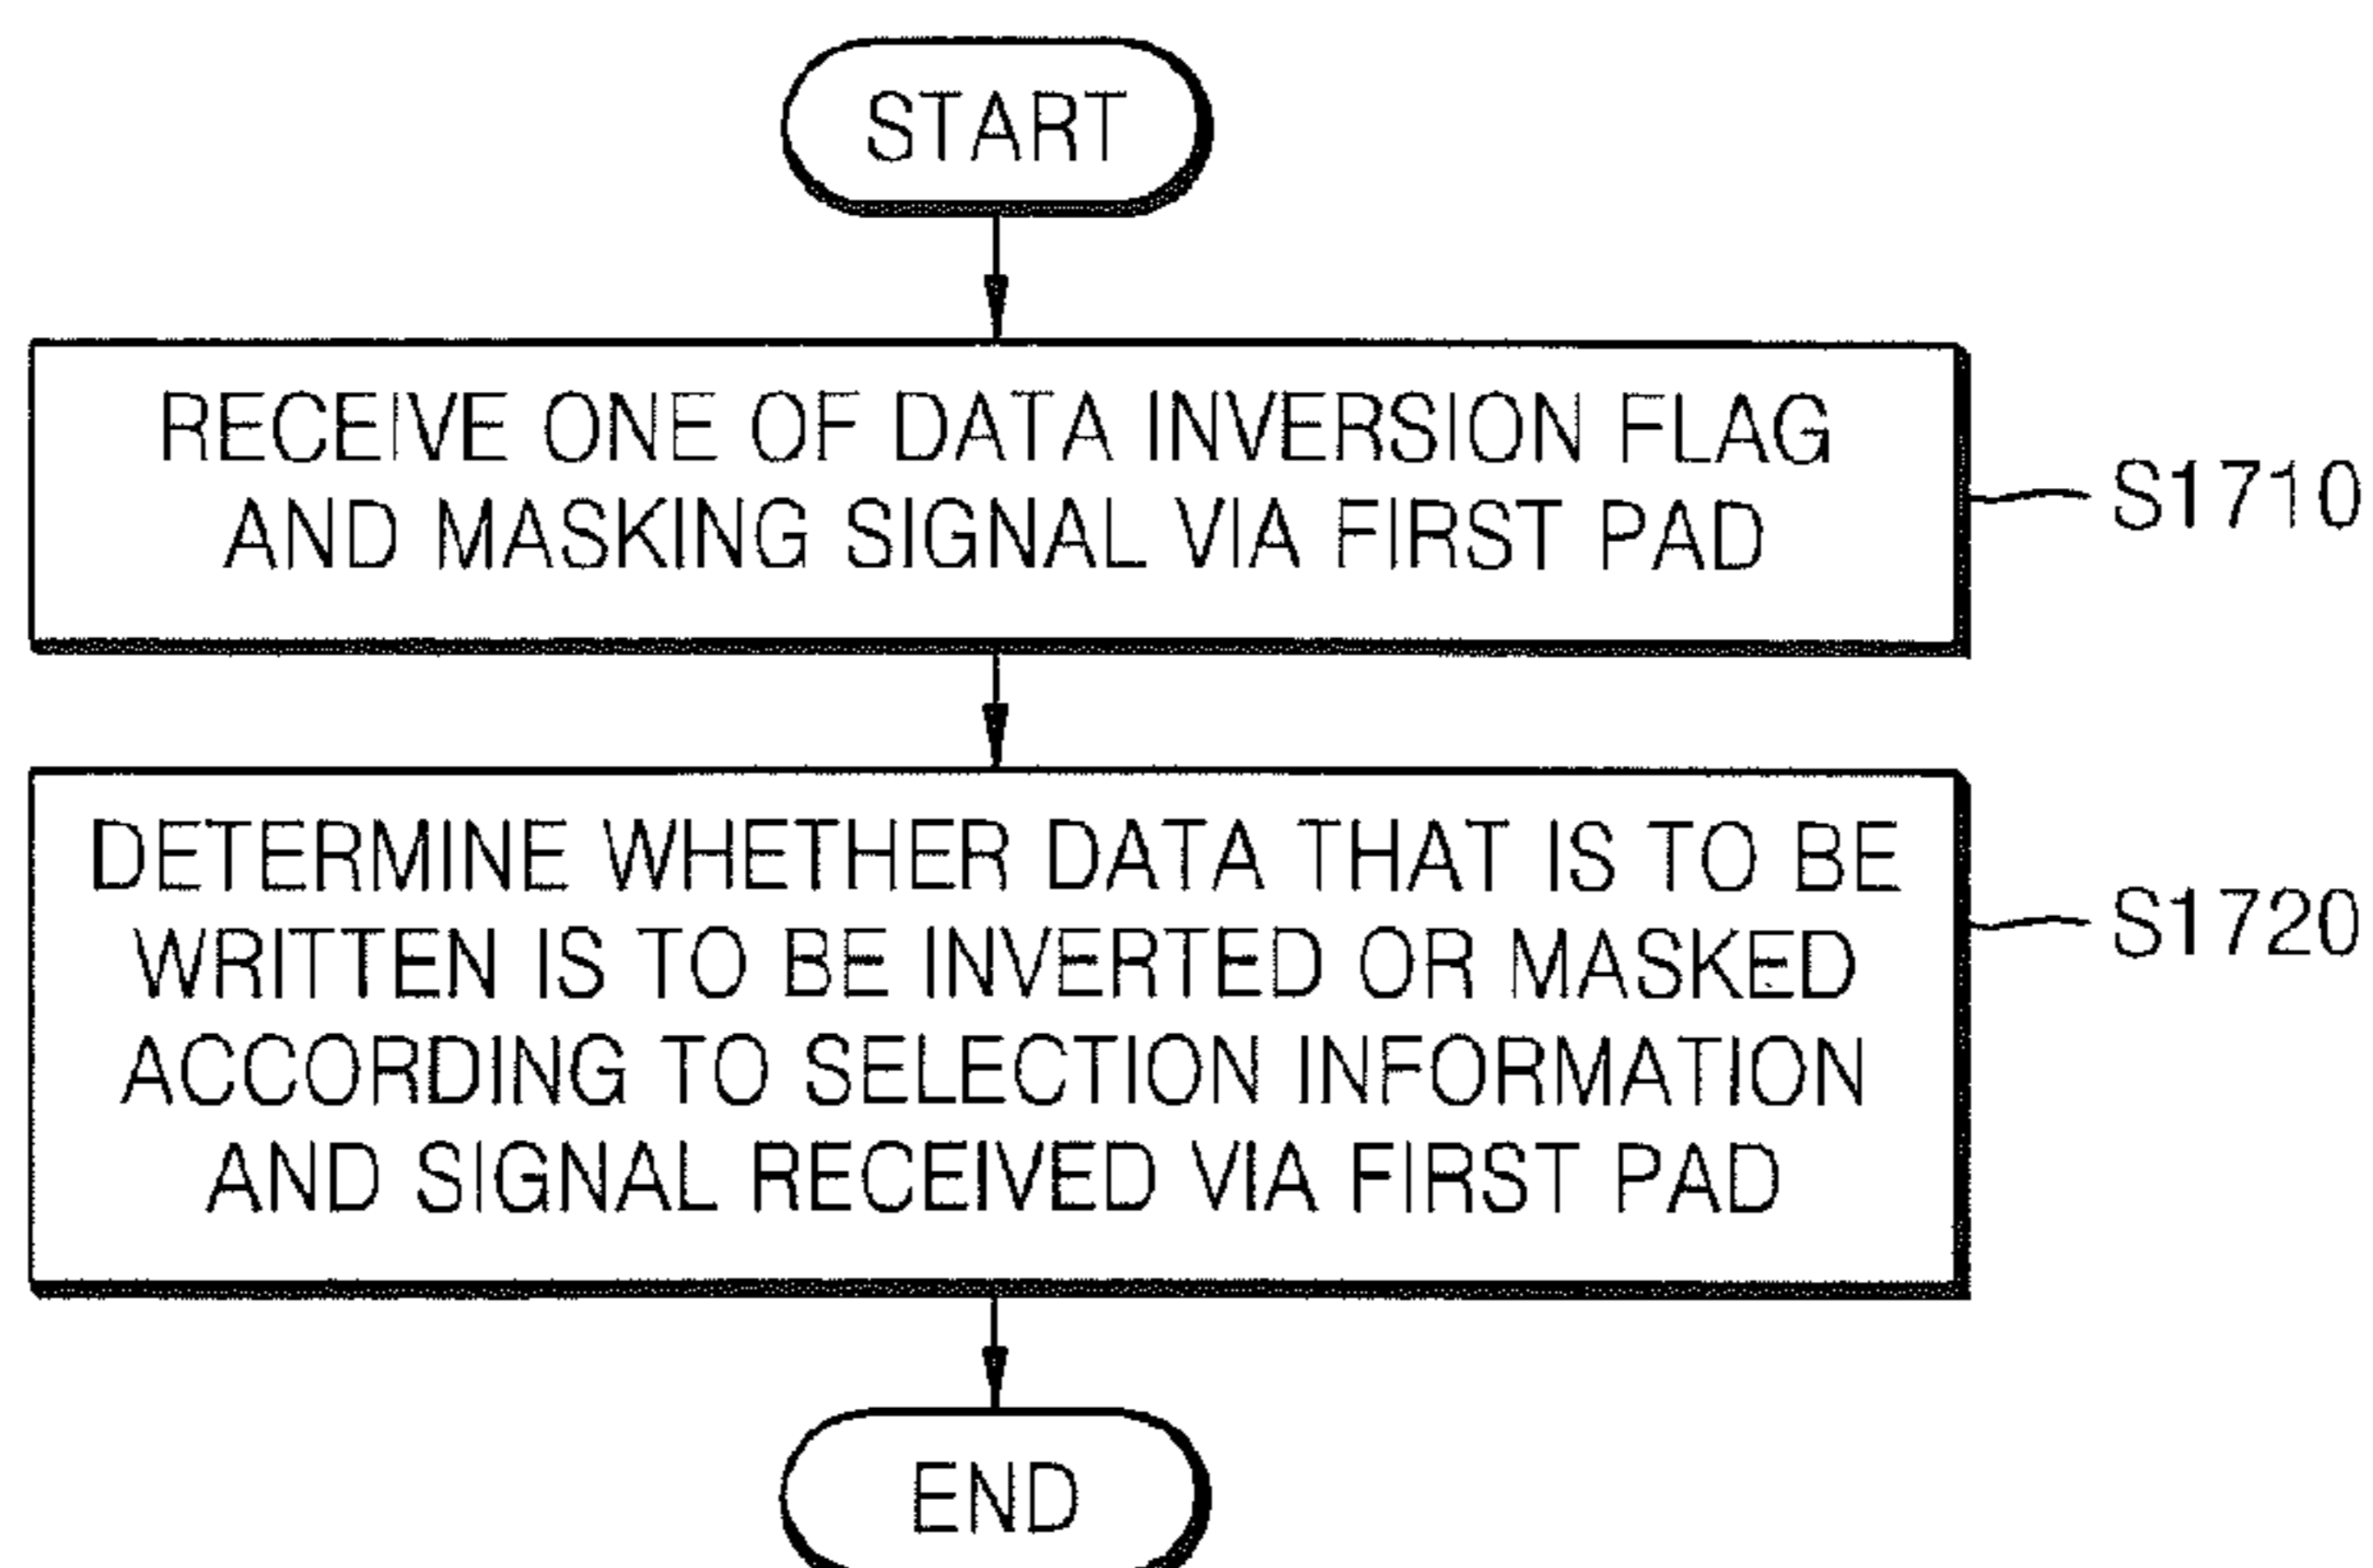 START
RECEIVE ONE OF DATA INVERSION FLAG
AND MASKING SIGNAL VIA FIRST PAD
S1710
DETERMINE WHETHER DATA THAT IS TO BE
WRITTEN IS TO BE INVERTED OR MASKED
ACCORDING TO SELECTION INFORMATION
AND SIGNAL RECEIVED VIA FIRST PAD
S1720
END